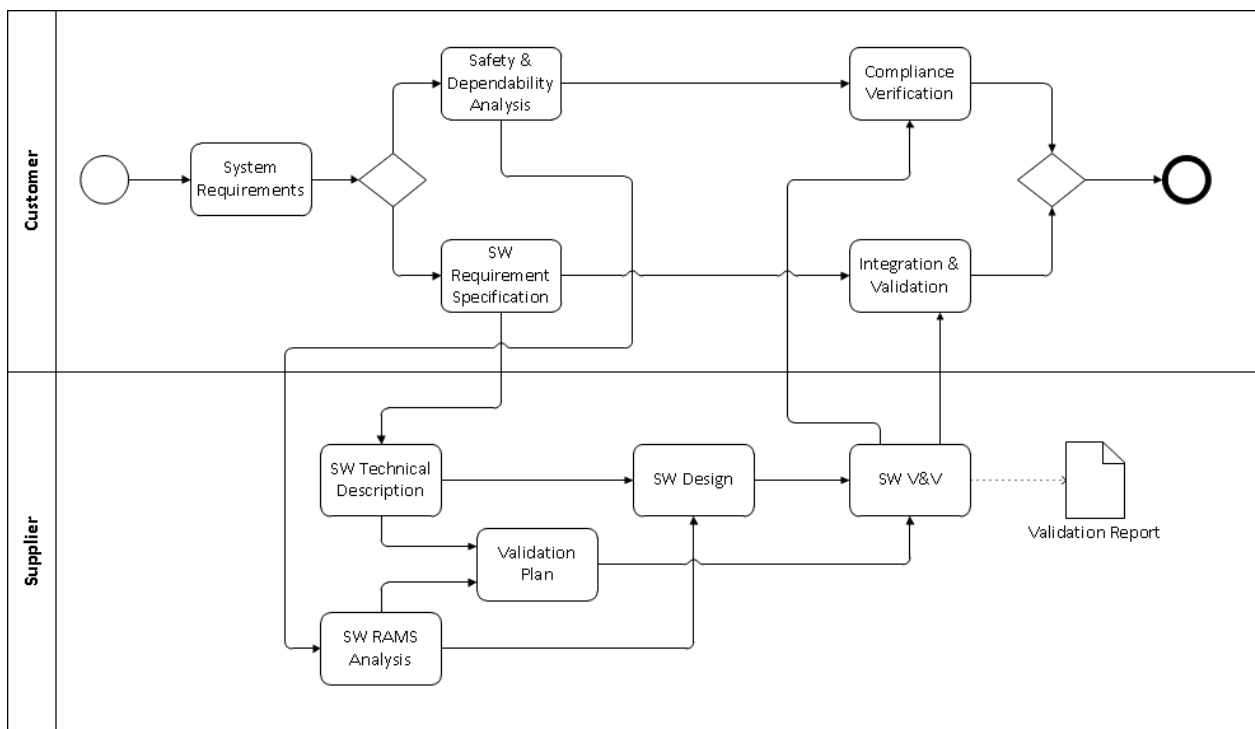 Customer
Safety &
Dependability
Analysis
Compliance
Verification
System
Requirements
SW
Requirement
Specification
Integration &
Validation
Supplier
SW Technical
Description
SW Design
SW V&V
Validation Report
Validation
Plan
SW RAMS
Analysis